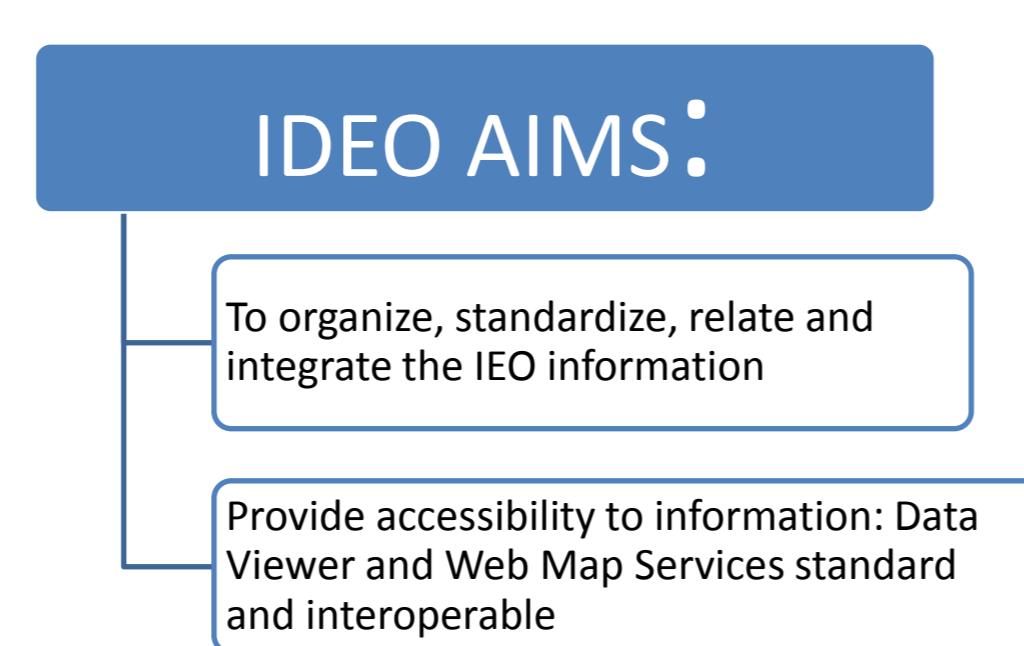 IDEO AIMS:
To organize, standardize, relate and
integrate the IEO information
Provide accessibility to information: Data
Viewer and Web Map Services standard
and interoperable